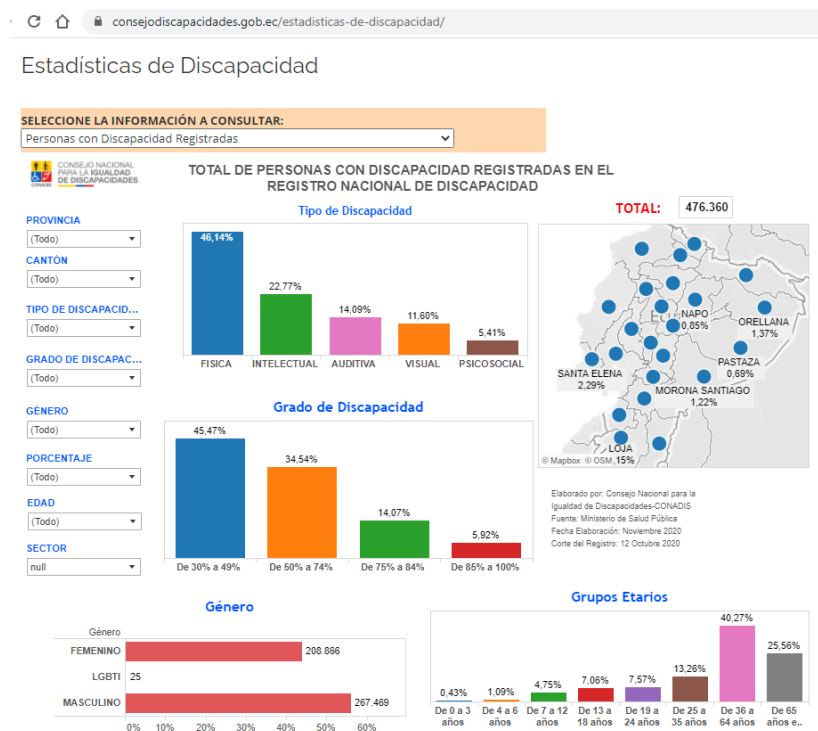 consejodiscapacidades.gob.ec/estadisticas-de-discapacidad/
Estadísticas de Discapacidad
SELECCIONE LA INFORMACIÓN A CONSULTAR:
Personas con Discapacidad Registradas
CONSEJO NACIONAL
PARA LA IGUALDAD
DE DISCAPACIDADES
CONADIS
TOTAL DE PERSONAS CON DISCAPACIDAD REGISTRADAS EN EL
REGISTRO NACIONAL DE DISCAPACIDAD
TOTAL: 476.360
PROVINCIA
(Todo)
CANTÓN
(Todo)
TIPO DE DISCAPACID...
(Todo)
GRADO DE DISCAPAC...
(Todo)
GÉNERO
(Todo)
PORCENTAJE
(Todo)
EDAD
(Todo)
SECTOR
null
Tipo de Discapacidad
46,14%
22,77%
14,09%
11,60%
5,41%
FISICA INTELECTUAL AUDITIVA VISUAL PSICOSOCIAL
Grado de Discapacidad
45,47%
34,54%
14,07%
5,92%
De 30% a 49% De 50% a 74% De 75% a 84% De 85% a 100%
NAPO
0,85%
ORELLANA
1,37%
PASTAZA
0,69%
SANTA ELENA
2,29%
MORONA SANTIAGO
1,22%
LOJA
,15%
© Mapbox © OSM
Elaborado por: Consejo Nacional para la
Igualdad de Discapacidades-CONADIS
Fuente: Ministerio de Salud Pública
Fecha Elaboración: Noviembre 2020
Corte del Registro: 12 Octubre 2020
Género
Género
FEMENINO 208.866
LGBTI 25
MASCULINO 267.469
0% 10% 20% 30% 40% 50% 60%
Grupos Etarios
0,43%
1,09%
4,75%
7,06%
7,57%
13,26%
40,27%
25,56%
De 0 a 3 De 4 a 6 De 7 a 12 De 13 a De 19 a De 25 a De 36 a De 65
años años años 18 años 24 años 35 años 64 años años e..